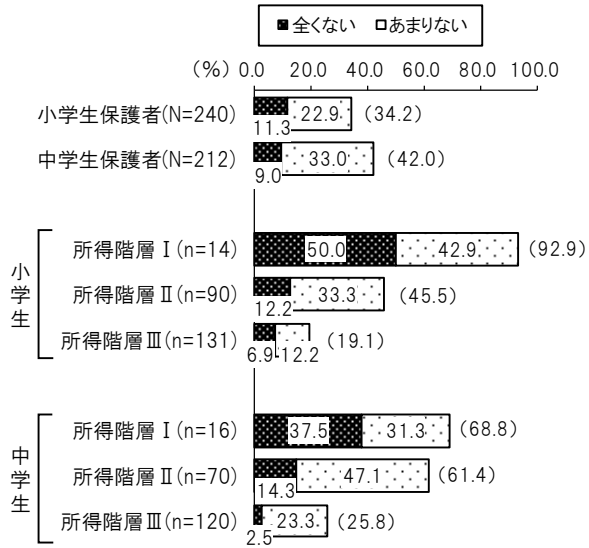 ■全くない □あまりない
(%) 0.0 20.0 40.0 60.0 80.0 100.0
小学生保護者(N=240) 11.3 22.9 (34.2)
中学生保護者(N=212) 9.0 33.0 (42.0)
小学生
所得階層Ⅰ(n=14) 50.0 42.9 (92.9)
所得階層Ⅱ(n=90) 12.2 33.3 (45.5)
所得階層Ⅲ(n=131) 6.9 12.2 (19.1)
中学生
所得階層Ⅰ(n=16) 37.5 31.3 (68.8)
所得階層Ⅱ(n=70) 14.3 47.1 (61.4)
所得階層Ⅲ(n=120) 2.5 23.3 (25.8)